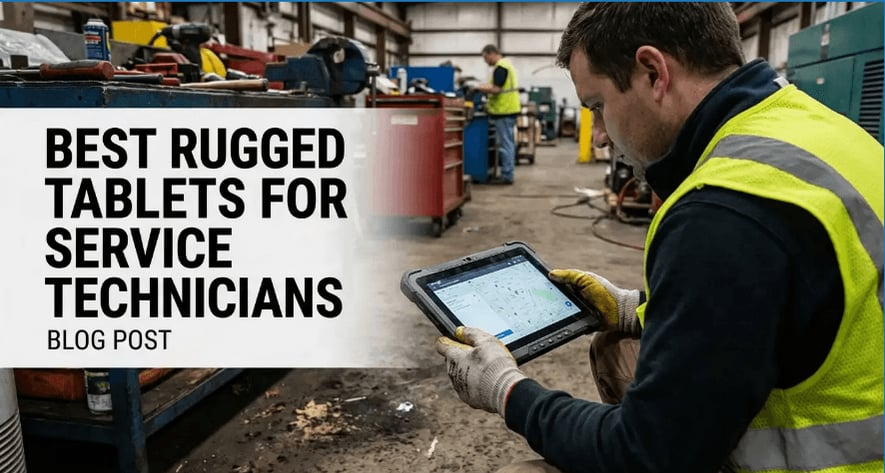 BEST RUGGED
TABLETS FOR
SERVICE
TECHNICIANS
BLOG POST